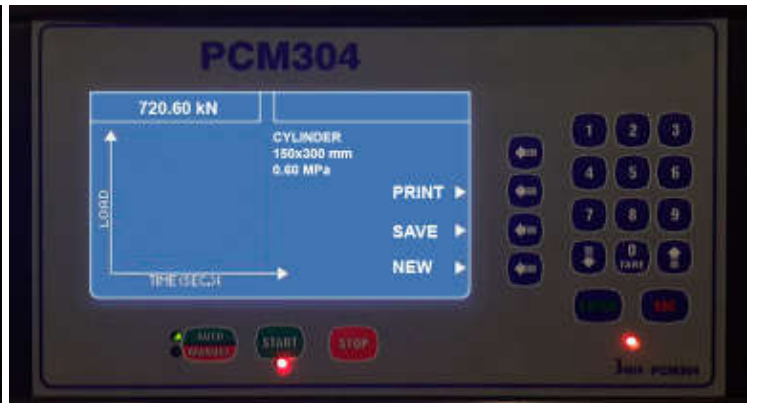 PCM304
720.60 kN
CYLINDER
150x300 mm
0.60 MPa
PRINT
LOAD
SAVE
NEW
TIME(SEC.)
1 2 3
4 5 6
7 8 9
0
TARE
ESC
AUTO
MANUEL
START
STOP
PCM304